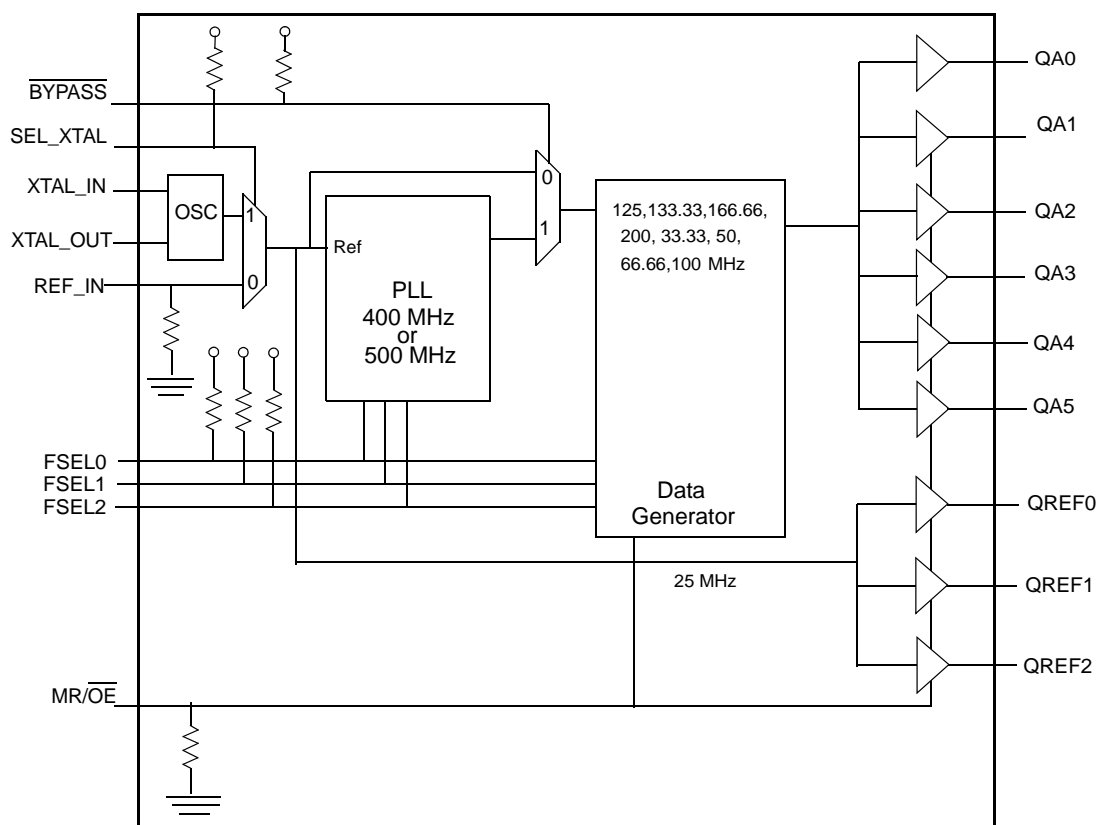 BYPASS
SEL_XTAL
XTAL_IN
XTAL_OUT
REF_IN
OSC
1
0
Ref
PLL
400 MHz
or
500 MHz
0
1
125,133.33,166.66,
200, 33.33, 50,
66.66,100 MHz
Data
Generator
FSEL0
FSEL1
FSEL2
25 MHz
MR/OE
QA0
QA1
QA2
QA3
QA4
QA5
QREF0
QREF1
QREF2